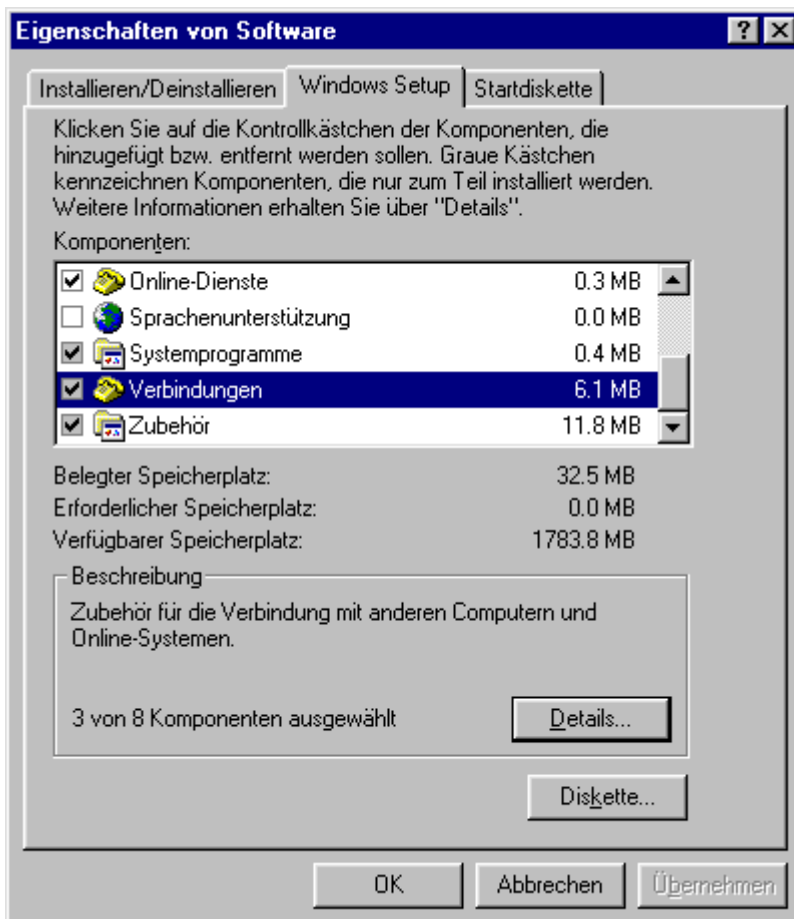 Eigenschaften von Software
Installieren/Deinstallieren Windows Setup Startdiskette
Klicken Sie auf die Kontrollkästchen der Komponenten, die
hinzugefügt bzw. entfernt werden sollen. Graue Kästchen
kennzeichnen Komponenten, die nur zum Teil installiert werden.
Weitere Informationen erhalten Sie über "Details".
Komponenten:
Online-Dienste 0.3 MB
Sprachenunterstützung 0.0 MB
Systemprogramme 0.4 MB
Verbindungen 6.1 MB
Zubehör 11.8 MB
Belegter Speicherplatz: 32.5 MB
Erforderlicher Speicherplatz: 0.0 MB
Verfügbarer Speicherplatz: 1783.8 MB
Beschreibung
Zubehör für die Verbindung mit anderen Computern und
Online-Systemen.
3 von 8 Komponenten ausgewählt Details...
Diskette...
OK Abbrechen Übernehmen